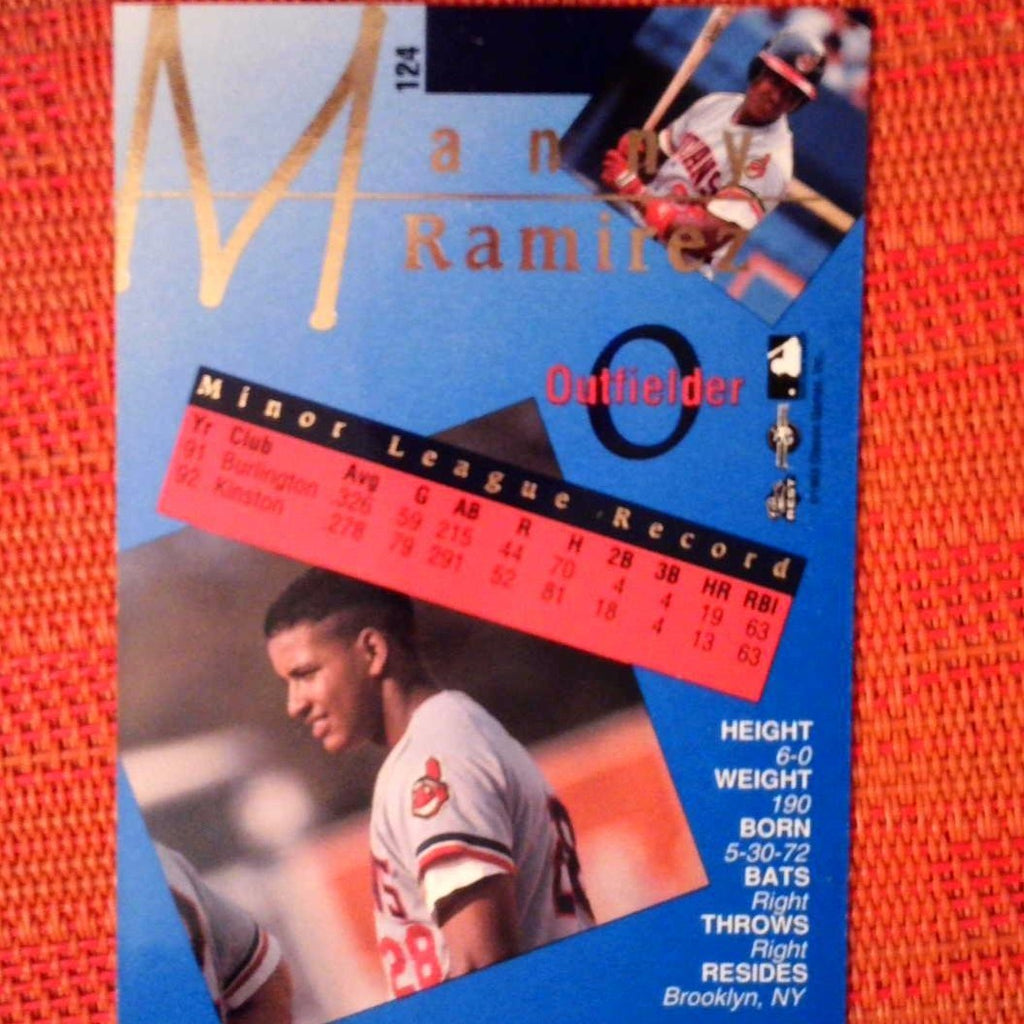 124
Manny
Ramirez
Outfielder
O
Minor League Record
Yr Club Avg G AB R H 2B 3B HR RBI
91 Burlington 326 59 215 44 70 4 4 19 63
92 Kinston 278 79 291 52 81 18 4 13 63
INDIANS
28
HEIGHT
6-0
WEIGHT
190
BORN
5-30-72
BATS
Right
THROWS
Right
RESIDES
Brooklyn, NY